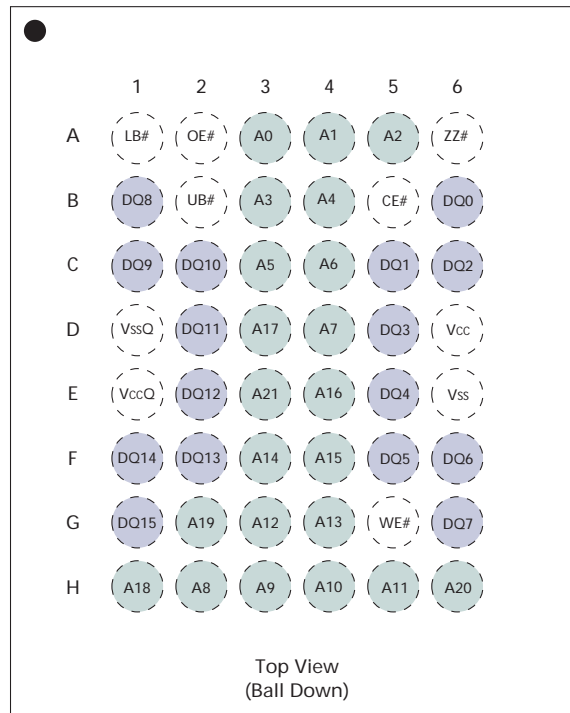 1 2 3 4 5 6
A LB# OE# A0 A1 A2 ZZ#
B DQ8 UB# A3 A4 CE# DQ0
C DQ9 DQ10 A5 A6 DQ1 DQ2
D VssQ DQ11 A17 A7 DQ3 Vcc
E VccQ DQ12 A21 A16 DQ4 Vss
F DQ14 DQ13 A14 A15 DQ5 DQ6
G DQ15 A19 A12 A13 WE# DQ7
H A18 A8 A9 A10 A11 A20
Top View
(Ball Down)